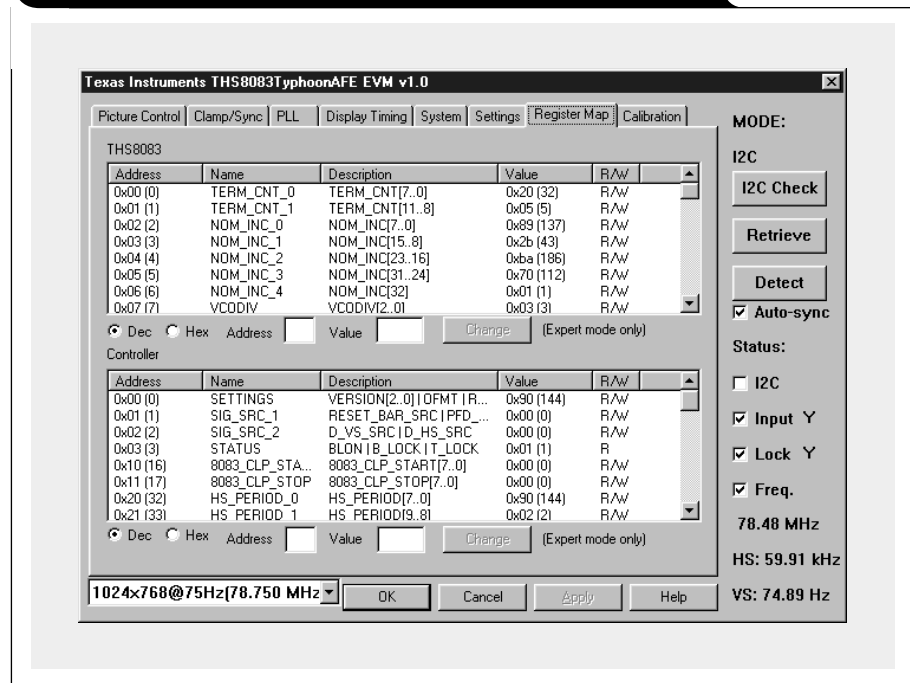 Texas Instruments THS8083TyphoonAFE EVM v1.0
Picture Control Clamp/Sync PLL Display Timing System Settings Register Map Calibration
THS8083
Address Name Description Value R/W
0x00 (0) TERM_CNT_0 TERM_CNT[7..0] 0x20 (32) R/W
0x01 (1) TERM_CNT_1 TERM_CNT[11..8] 0x05 (5) R/W
0x02 (2) NOM_INC_0 NOM_INC[7..0] 0x89 (137) R/W
0x03 (3) NOM_INC_1 NOM_INC[15..8] 0x2b (43) R/W
0x04 (4) NOM_INC_2 NOM_INC[23..16] 0xba (186) R/W
0x05 (5) NOM_INC_3 NOM_INC[31..24] 0x70 (112) R/W
0x06 (6) NOM_INC_4 NOM_INC[32] 0x01 (1) R/W
0x07 (7) VCODIV VCODIV[2..0] 0x03 (3) R/W
Dec Hex Address Value Change (Expert mode only)
Controller
Address Name Description Value R/W
0x00 (0) SETTINGS VERSION[2..0] | OFMT | R... 0x90 (144) R/W
0x01 (1) SIG_SRC_1 RESET_BAR_SRC | PFD_... 0x00 (0) R/W
0x02 (2) SIG_SRC_2 D_VS_SRC | D_HS_SRC 0x00 (0) R/W
0x03 (3) STATUS BLON | B_LOCK | T_LOCK 0x01 (1) R
0x10 (16) 8083_CLP_STA... 8083_CLP_START[7..0] 0x00 (0) R/W
0x11 (17) 8083_CLP_STOP 8083_CLP_STOP[7..0] 0x00 (0) R/W
0x20 (32) HS_PERIOD_0 HS_PERIOD[7..0] 0x90 (144) R/W
0x21 (33) HS_PERIOD_1 HS_PERIOD[9..8] 0x02 (2) R/W
Dec Hex Address Value Change (Expert mode only)
1024x768@75Hz(78.750 MHz OK Cancel Apply Help
MODE:
I2C
I2C Check
Retrieve
Detect
Auto-sync
Status:
I2C
Input Y
Lock Y
Freq.
78.48 MHz
HS: 59.91 kHz
VS: 74.89 Hz